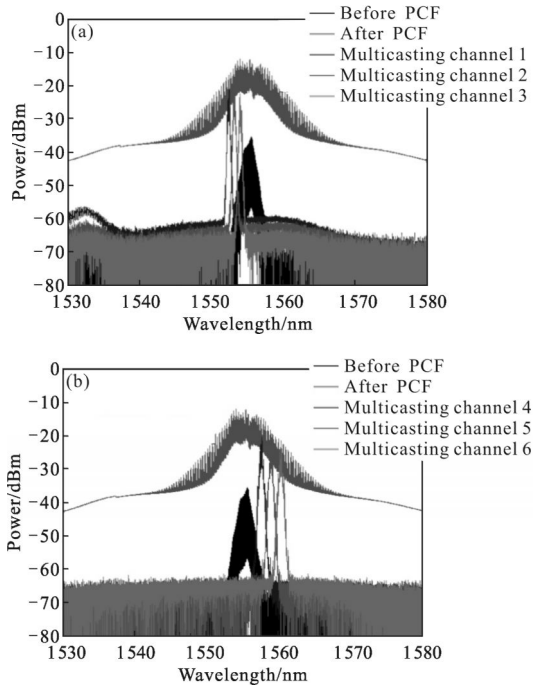 (a)
Before PCF
After PCF
Multicasting channel 1
Multicasting channel 2
Multicasting channel 3
Power/dBm
0
−10
−20
−30
−40
−50
−60
−70
−80
1530 1540 1550 1560 1570 1580
Wavelength/nm
(b)
Before PCF
After PCF
Multicasting channel 4
Multicasting channel 5
Multicasting channel 6
Power/dBm
0
−10
−20
−30
−40
−50
−60
−70
−80
1530 1540 1550 1560 1570 1580
Wavelength/nm